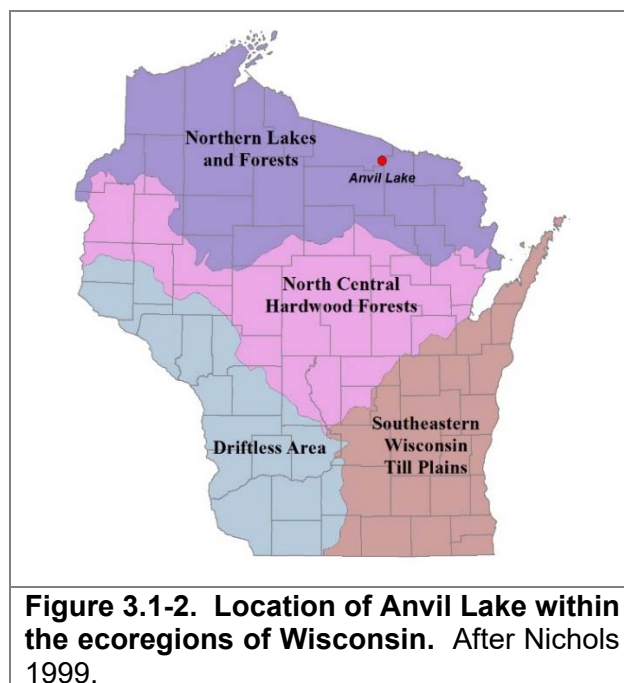 Northern Lakes
and Forests
Anvil Lake
North Central
Hardwood Forests
Southeastern
Wisconsin
Till Plains
Driftless Area
Figure 3.1-2.  Location of Anvil Lake within
the ecoregions of Wisconsin.  After Nichols
1999.